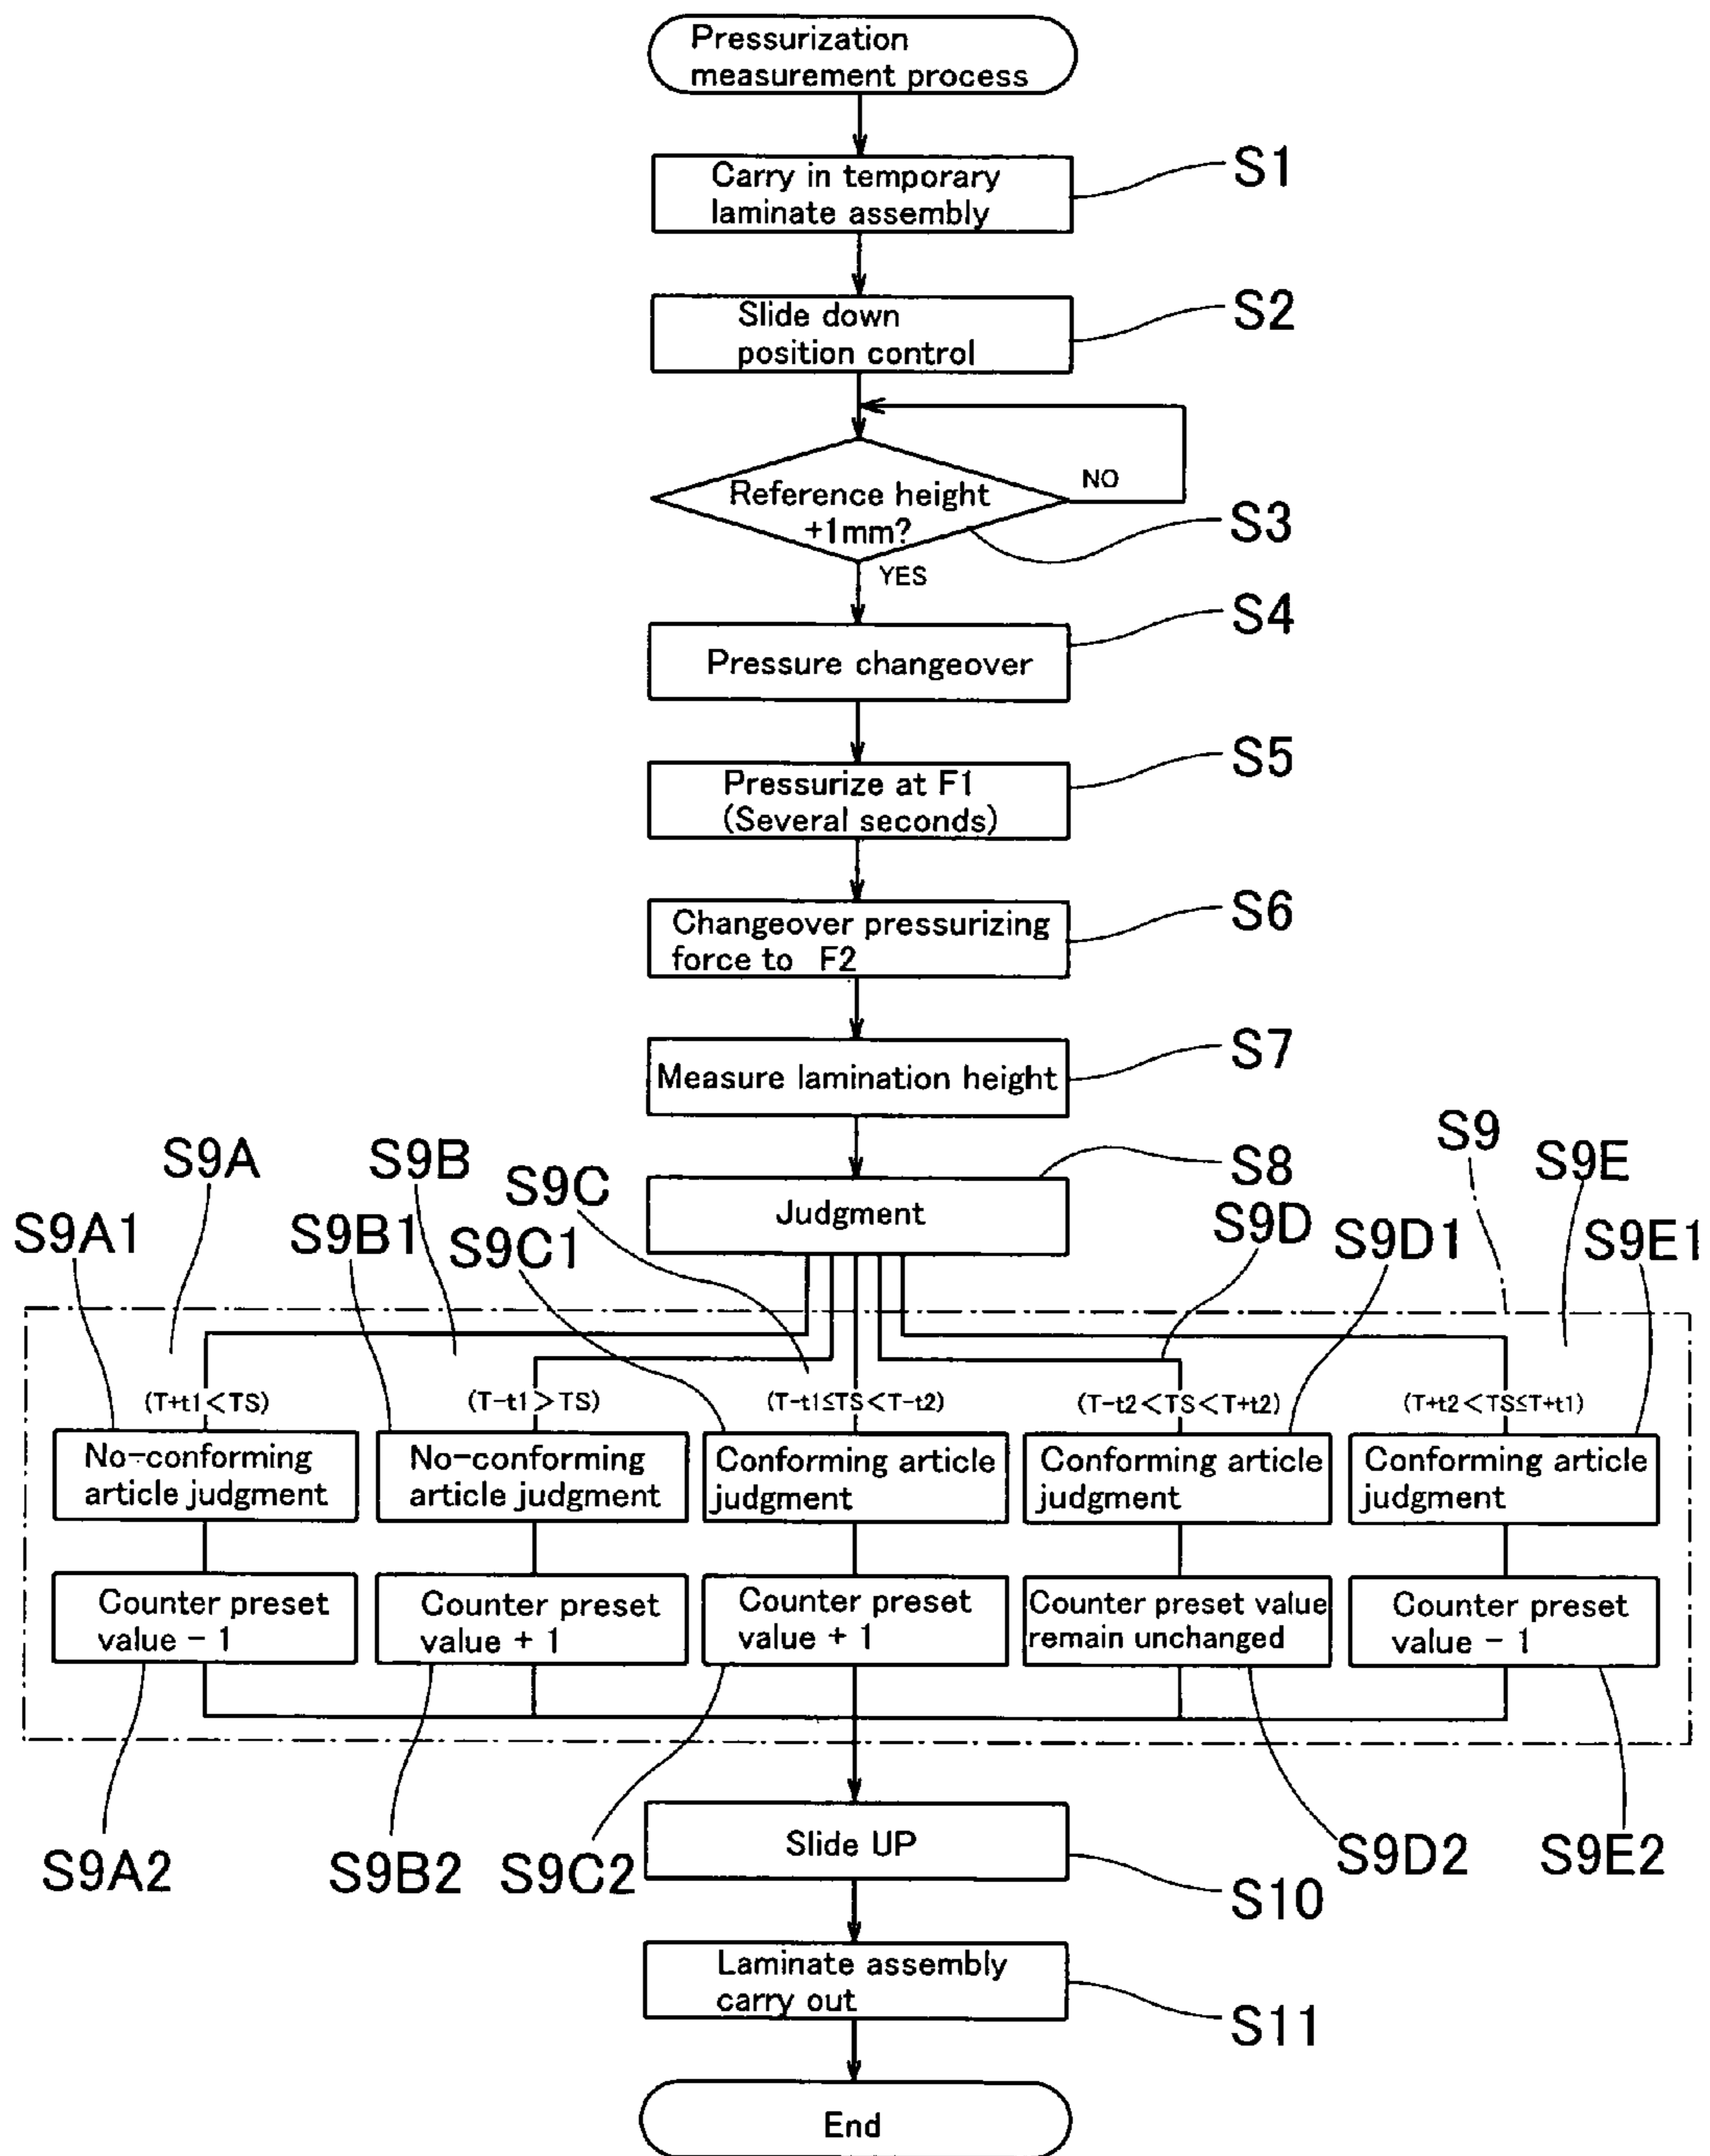 Pressurization
measurement process
S1
Carry in temporary
laminate assembly
S2
Slide down
position control
NO
Reference height
+1mm?
S3
YES
S4
Pressure changeover
S5
Pressurize at F1
(Several seconds)
S6
Changeover pressurizing
force to F2
S7
Measure lamination height
S9A
S9B
S9C
S8
S9
S9E
Judgment
S9A1
S9B1
S9C1
S9D
S9D1
S9E1
(T+t1<TS)
(T-t1>TS)
(T-t1≤TS<T-t2)
(T-t2<TS<T+t2)
(T+t2<TS≤T+t1)
No-conforming
article judgment
No-conforming
article judgment
Conforming article
judgment
Conforming article
judgment
Conforming article
judgment
Counter preset
value - 1
Counter preset
value + 1
Counter preset
value + 1
Counter preset value
remain unchanged
Counter preset
value - 1
Slide UP
S9A2
S9B2
S9C2
S9D2
S9E2
S10
Laminate assembly
carry out
S11
End